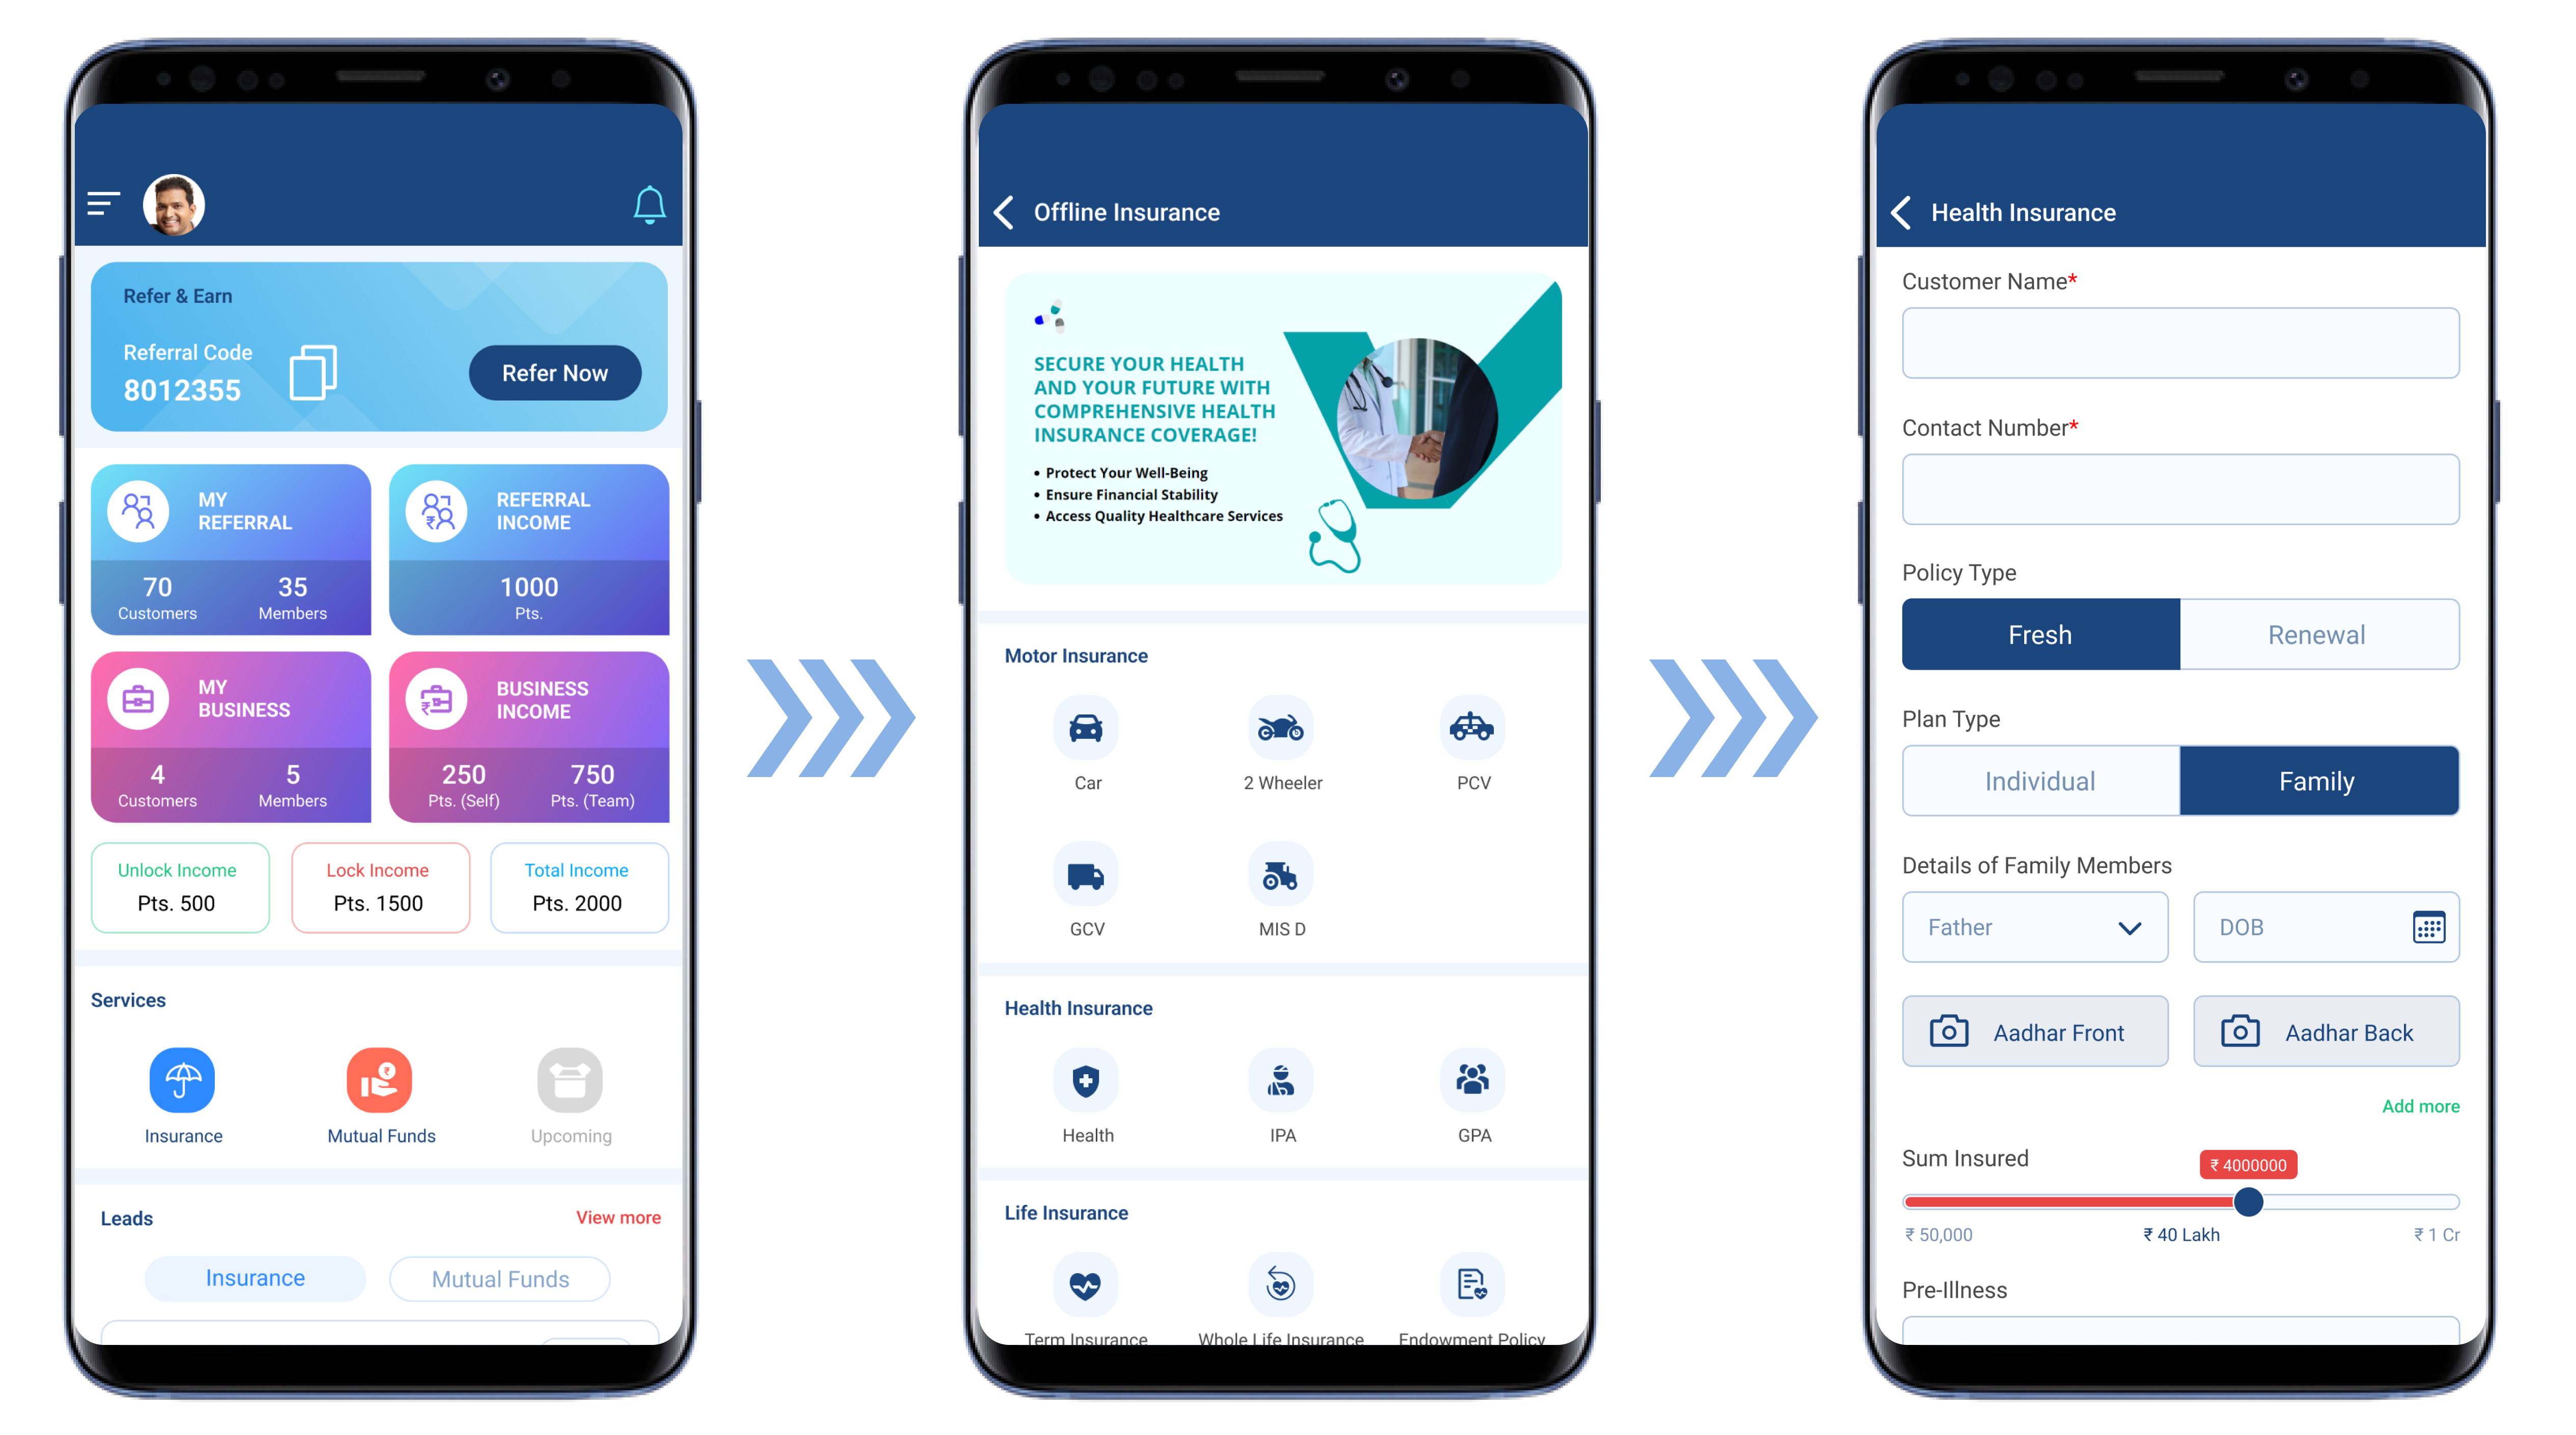 Refer & Earn
Referral Code
8012355
Refer Now
MY
REFERRAL
70
35
Customers
Members
REFERRAL
INCOME
1000
Pts.
MY
BUSINESS
4
5
Customers
Members
BUSINESS
INCOME
250
750
Pts. (Self)
Pts. (Team)
Unlock Income
Pts. 500
Lock Income
Pts. 1500
Total Income
Pts. 2000
Services
Insurance
Mutual Funds
Upcoming
Leads
View more
Insurance
Mutual Funds
Offline Insurance
SECURE YOUR HEALTH
AND YOUR FUTURE WITH
COMPREHENSIVE HEALTH
INSURANCE COVERAGE!
• Protect Your Well-Being
• Ensure Financial Stability
• Access Quality Healthcare Services
Motor Insurance
Car
2 Wheeler
PCV
GCV
MIS D
Health Insurance
Health
IPA
GPA
Life Insurance
Term Insurance
Whole Life Insurance
Endowment Policy
Health Insurance
Customer Name*
Contact Number*
Policy Type
Fresh
Renewal
Plan Type
Individual
Family
Details of Family Members
Father
DOB
Aadhar Front
Aadhar Back
Add more
Sum Insured
₹ 4000000
₹ 50,000
₹ 40 Lakh
₹ 1 Cr
Pre-Illness